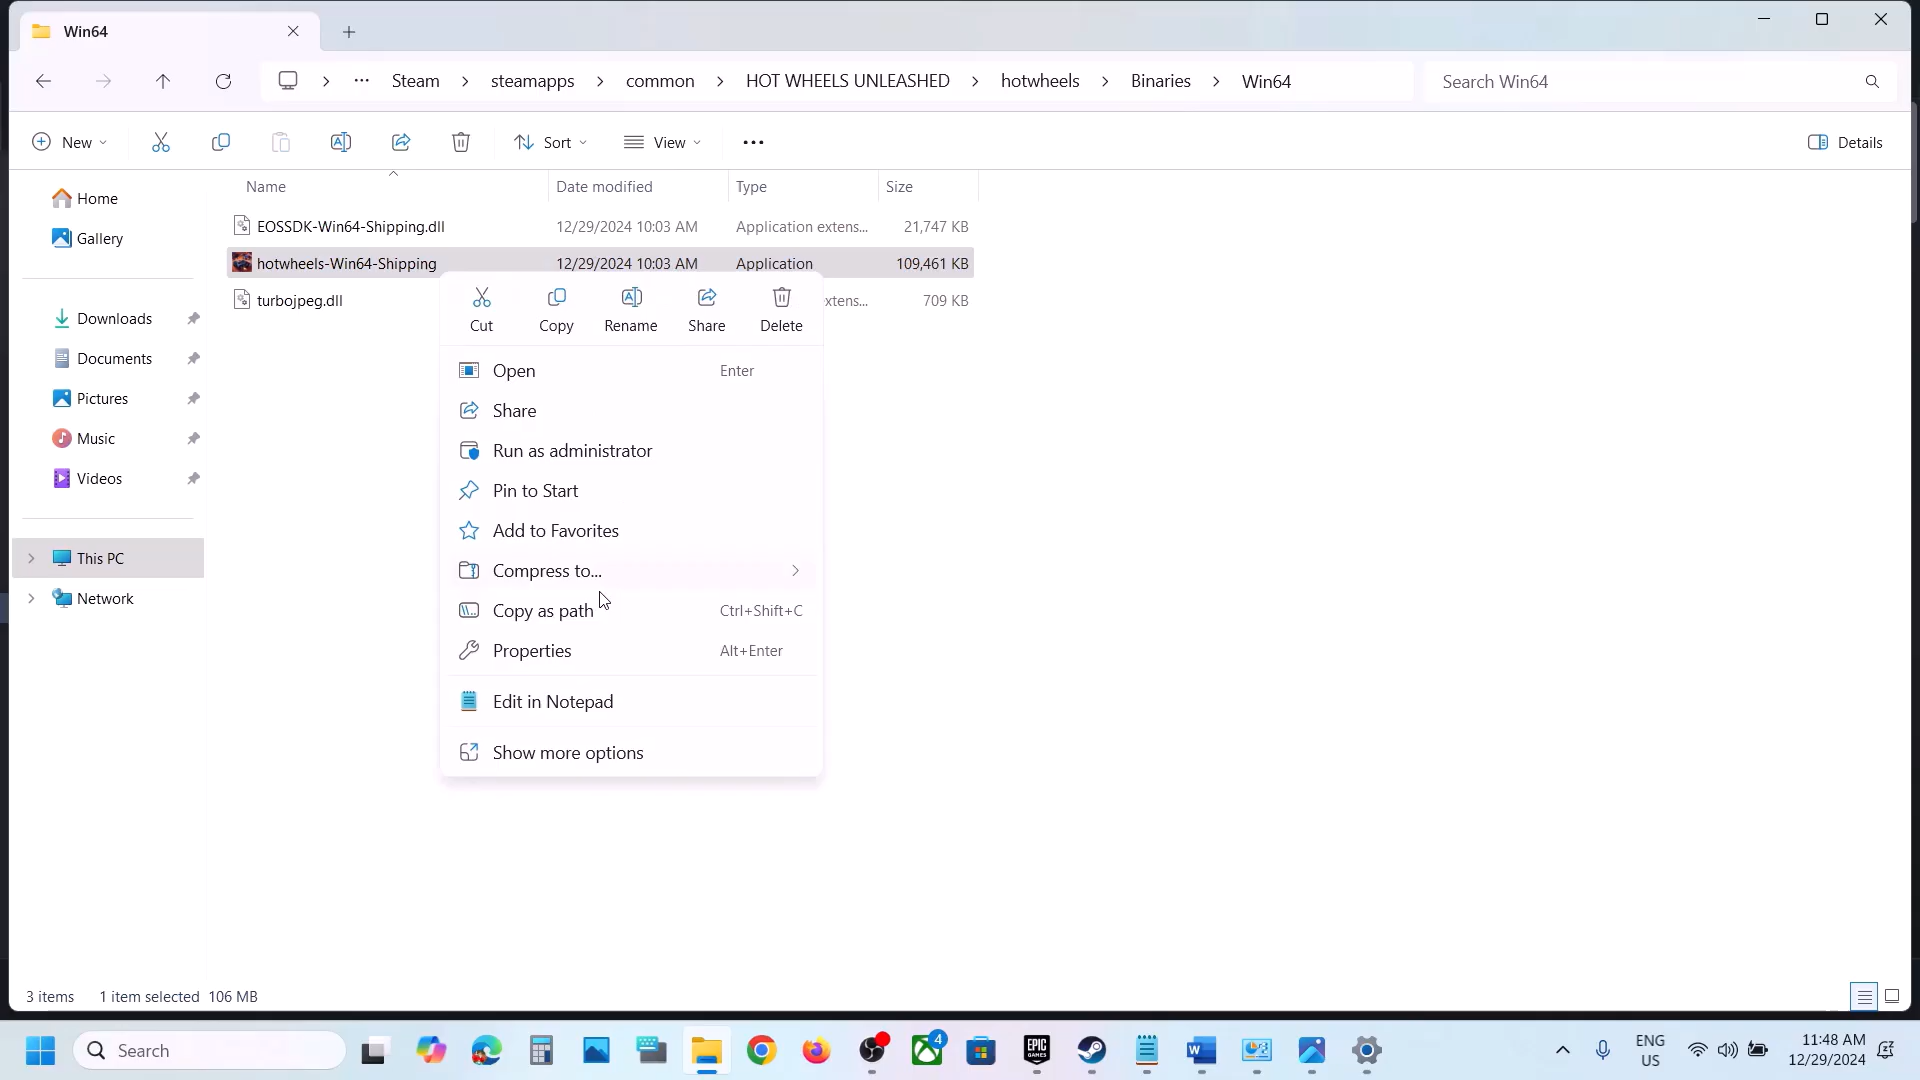 Win64
Steam steamapps common HOT WHEELS UNLEASHED hotwheels Binaries Win64
Search Win64
New
Sort
View
Details
Name Date modified Type Size
EOSSDK-Win64-Shipping.dll 12/29/2024 10:03 AM Application extens... 21,747 KB
hotwheels-Win64-Shipping 12/29/2024 10:03 AM Application 109,461 KB
turbojpeg.dll xtens... 709 KB
Home
Gallery
Downloads
Documents
Pictures
Music
Videos
This PC
Network
Cut Copy Rename Share Delete
Open Enter
Share
Run as administrator
Pin to Start
Add to Favorites
Compress to...
Copy as path Ctrl+Shift+C
Properties Alt+Enter
Edit in Notepad
Show more options
3 items 1 item selected 106 MB
Search
4
EPIC
GAMES
ENG
US
11:48 AM
12/29/2024